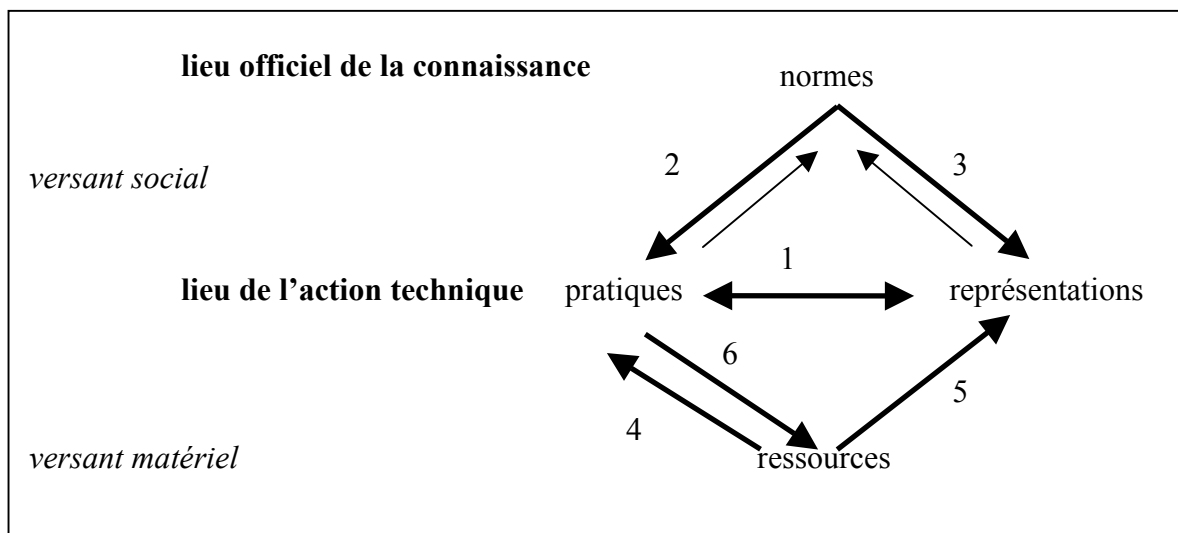 lieu officiel de la connaissance
normes
2
3
versant social
1
lieu de l’action technique pratiques représentations
6
5
4
versant matériel ressources